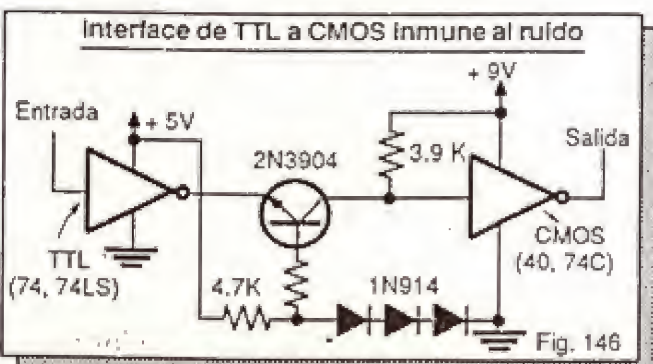 Interface de TTL a CMOS inmune al ruído
+ 9V
Entrada
+ 5V
Salida
2N3904
3.9 K
TTL
(74, 74LS)
CMOS
(40, 74C)
4.7K
1N914
Fig. 146